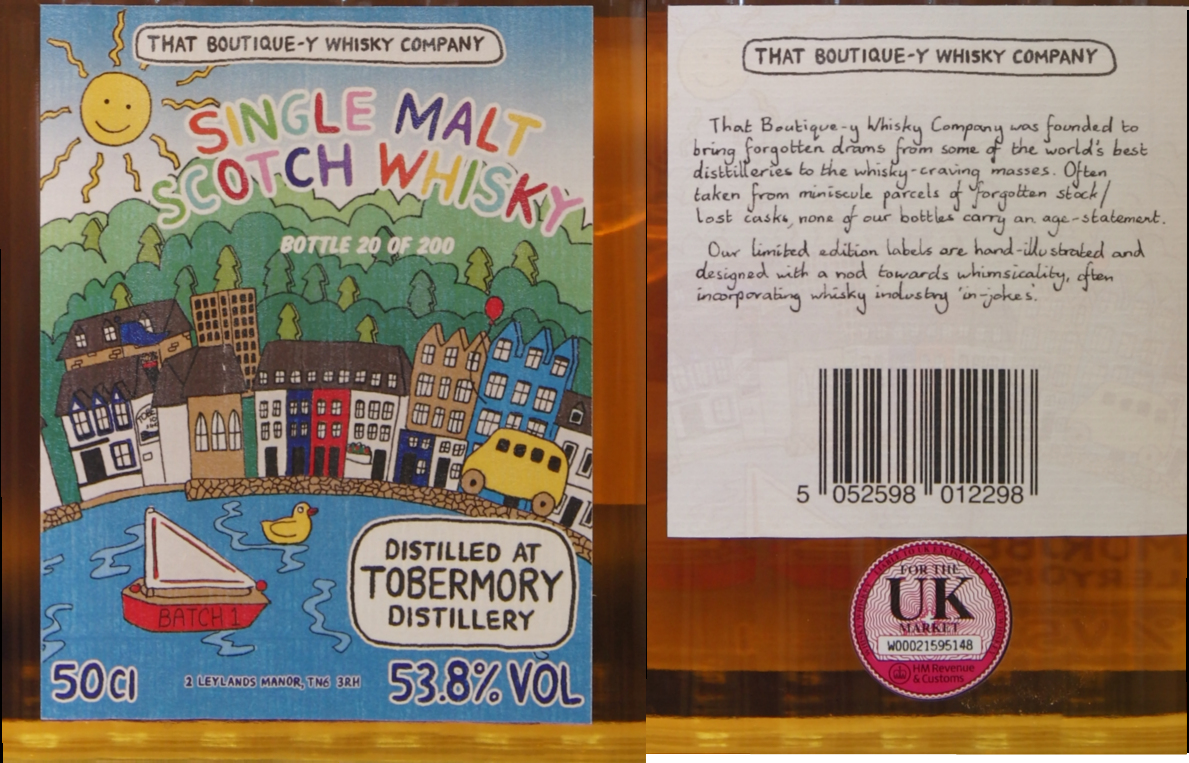 THAT BOUTIQUE-Y WHISKY COMPANY
SINGLE MALT
SCOTCH WHISKY
BOTTLE 20 OF 200
BATCH 1
DISTILLED AT
TOBERMORY
DISTILLERY
50Cl
2 LEYLANDS MANOR, TN6 3RH
53.8% VOL
THAT BOUTIQUE-Y WHISKY COMPANY
That Boutique-y Whisky Company was founded to
bring forgotten drams from some of the world's best
disttilleries to the whisky-craving masses. Often
taken from miniscule parcels of forgotten stock/
lost casks, none of our bottles carry an age-statement.
Our limited edition labels are hand-illustrated and
designed with a nod towards whimsicality, often
incorporating whisky industry 'in-jokes'.
5 052598 012298
FOR THE
UK
MARKET
W00021595148
HM Revenue
& Customs